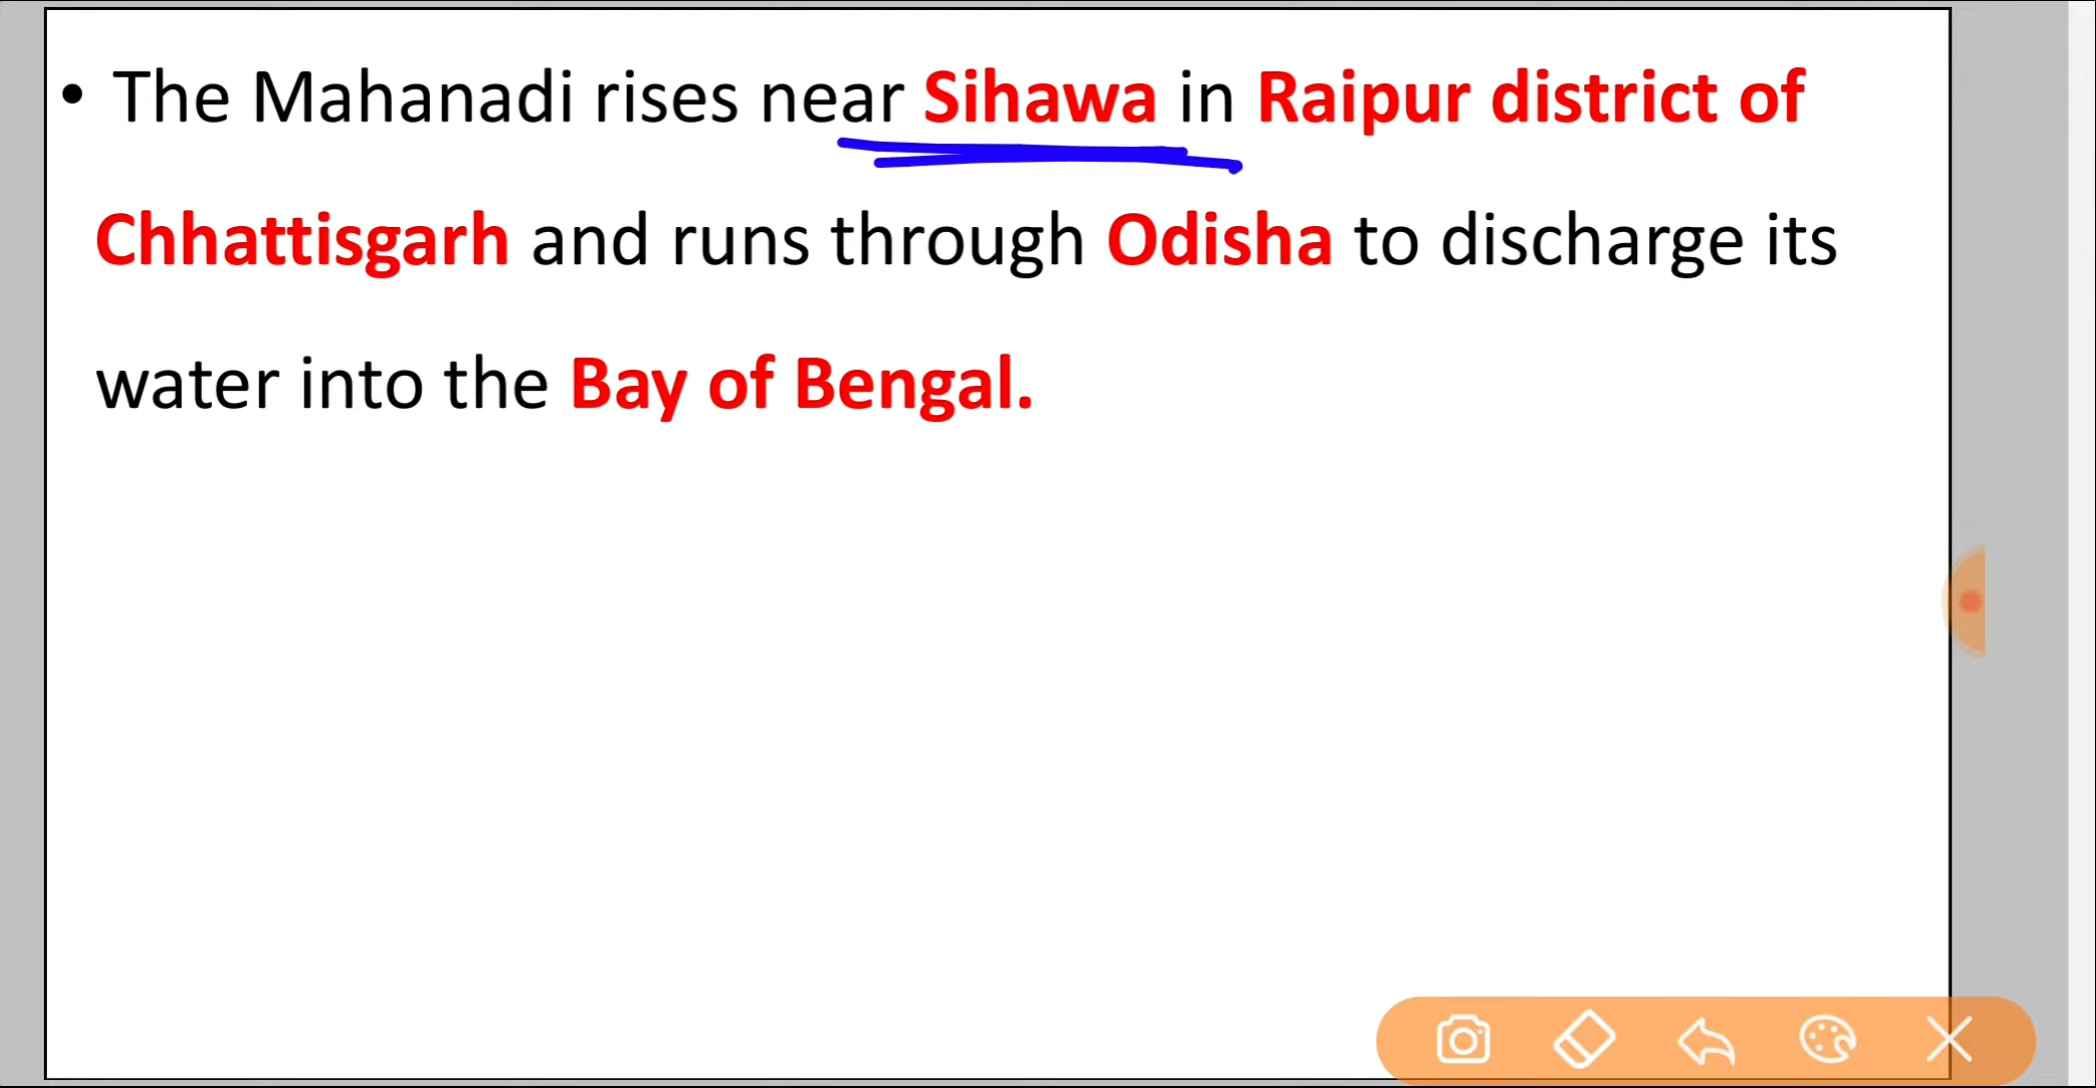 • The Mahanadi rises near Sihawa in Raipur district of
Chhattisgarh and runs through Odisha to discharge its
water into the Bay of Bengal.